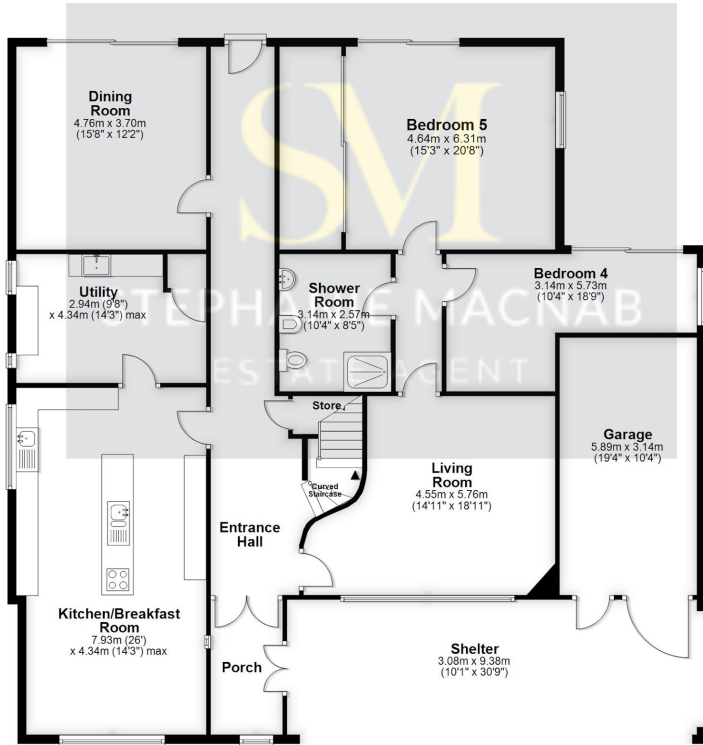 Dining
Room
4.76m x 3.70m
(15'8" x 12'2")
Bedroom 5
4.64m x 6.31m
(15'3" x 20'8")
SM
Utility
2.94m (9'8")
x 4.34m (14'3") max
Shower
Room
3.14m x 2.57m
(10'4" x 8'5")
Bedroom 4
3.14m x 5.73m
(10'4" x 18'9")
STEPHANIE MACNAB
ESTATE AGENT
Store
Curved
Staircase
Living
Room
4.55m x 5.76m
(14'11" x 18'11")
Garage
5.89m x 3.14m
(19'4" x 10'4")
Entrance
Hall
Kitchen/Breakfast
Room
7.93m (26')
x 4.34m (14'3") max
Porch
Shelter
3.08m x 9.38m
(10'1" x 30'9")